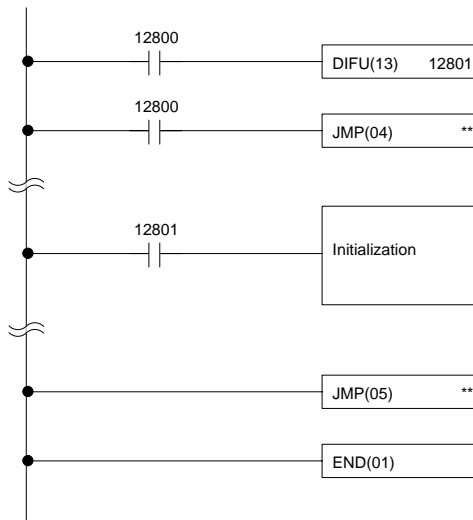 12800
DIFU(13) 12801
12800
JMP(04) **
12801
Initialization
JMP(05) **
END(01)